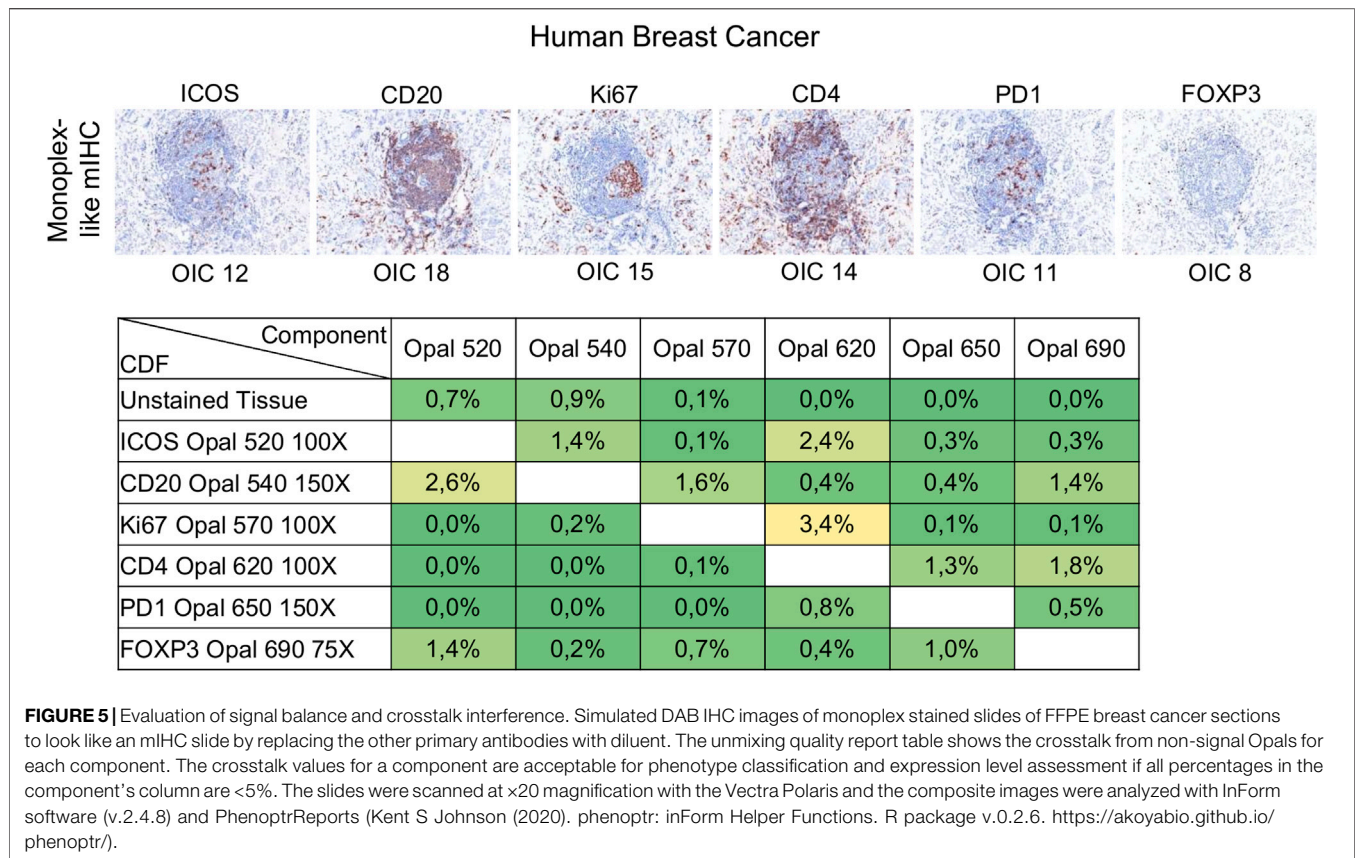 Human Breast Cancer
ICOS CD20 Ki67 CD4 PD1 FOXP3
Monoplex-
like mIHC
OIC 12 OIC 18 OIC 15 OIC 14 OIC 11 OIC 8
Component
CDF
Opal 520 Opal 540 Opal 570 Opal 620 Opal 650 Opal 690
Unstained Tissue 0,7% 0,9% 0,1% 0,0% 0,0% 0,0%
ICOS Opal 520 100X 1,4% 0,1% 2,4% 0,3% 0,3%
CD20 Opal 540 150X 2,6% 1,6% 0,4% 0,4% 1,4%
Ki67 Opal 570 100X 0,0% 0,2% 3,4% 0,1% 0,1%
CD4 Opal 620 100X 0,0% 0,0% 0,1% 1,3% 1,8%
PD1 Opal 650 150X 0,0% 0,0% 0,0% 0,8% 0,5%
FOXP3 Opal 690 75X 1,4% 0,2% 0,7% 0,4% 1,0%
FIGURE 5 | Evaluation of signal balance and crosstalk interference. Simulated DAB IHC images of monoplex stained slides of FFPE breast cancer sections
to look like an mIHC slide by replacing the other primary antibodies with diluent. The unmixing quality report table shows the crosstalk from non-signal Opals for
each component. The crosstalk values for a component are acceptable for phenotype classification and expression level assessment if all percentages in the
component's column are <5%. The slides were scanned at ×20 magnification with the Vectra Polaris and the composite images were analyzed with InForm
software (v.2.4.8) and PhenoptrReports (Kent S Johnson (2020). phenoptr: inForm Helper Functions. R package v.0.2.6. https://akoyabio.github.io/
phenoptr/).